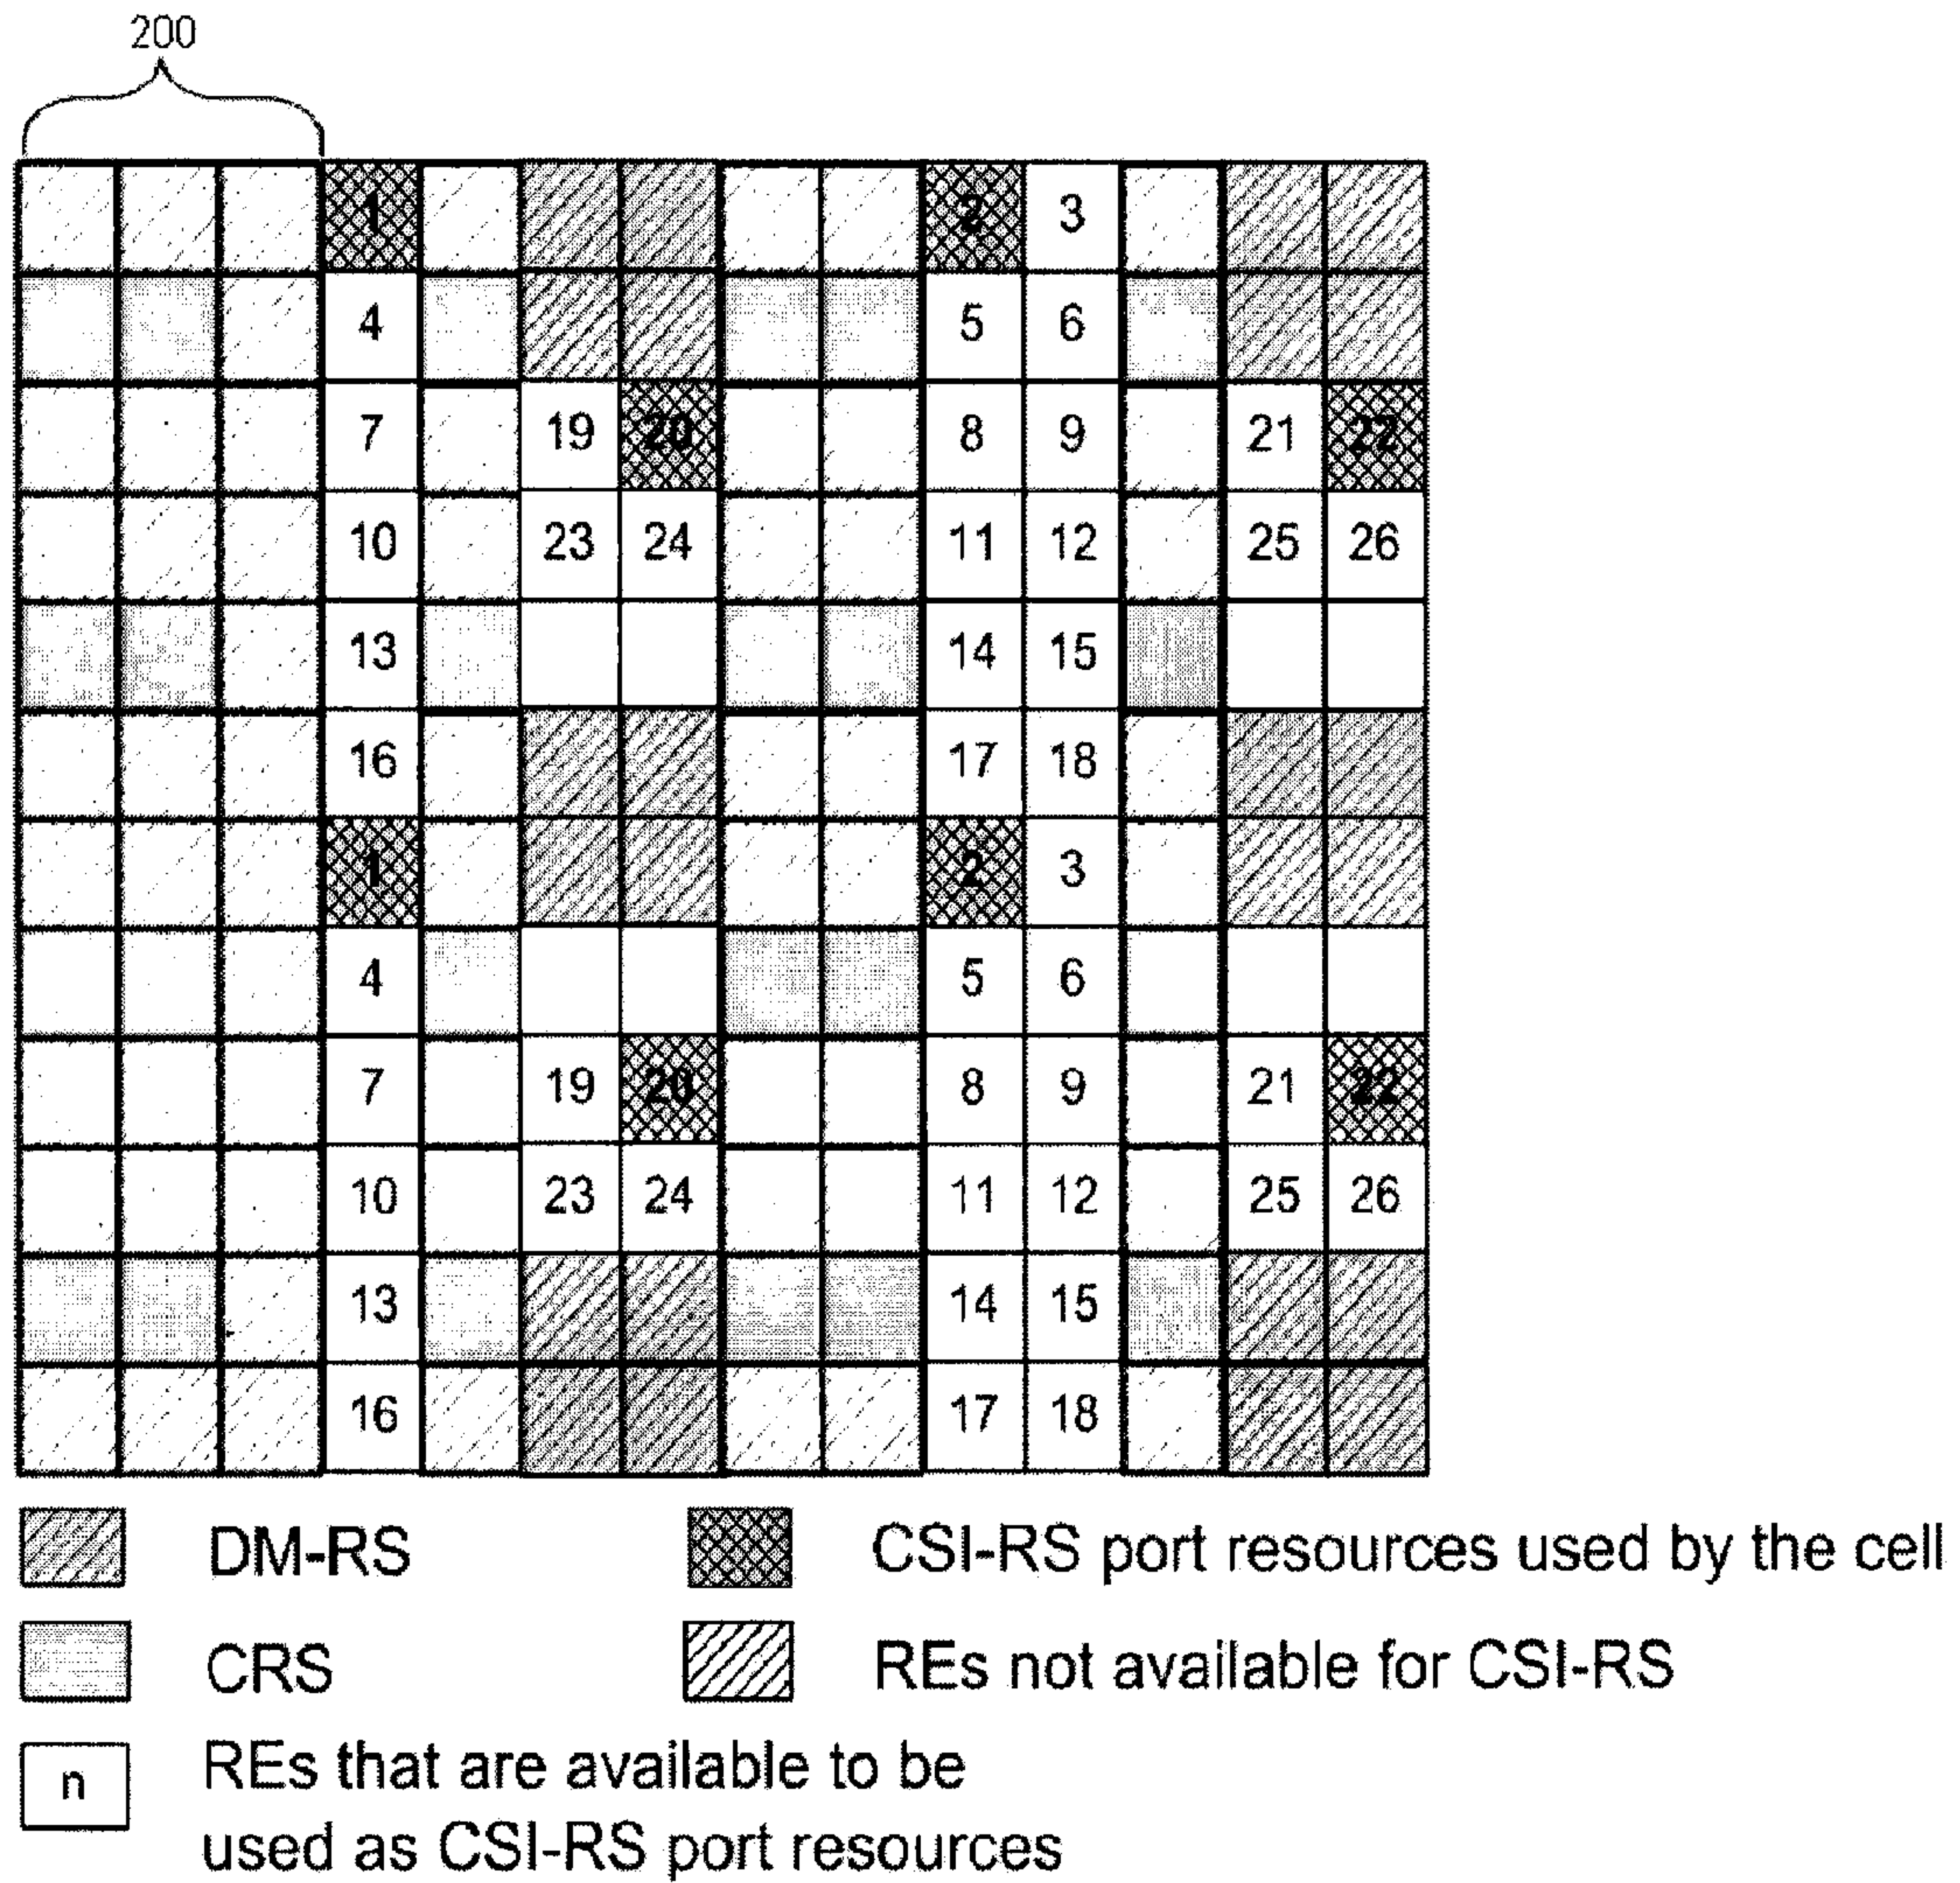 200
1 2 3
4 5 6
7 19 20 8 9 21 22
10 23 24 11 12 25 26
13 14 15
16 17 18
1 2 3
4 5 6
7 19 20 8 9 21 22
10 23 24 11 12 25 26
13 14 15
16 17 18
DM-RS
CSI-RS port resources used by the cell
CRS
REs not available for CSI-RS
n
REs that are available to be
used as CSI-RS port resources